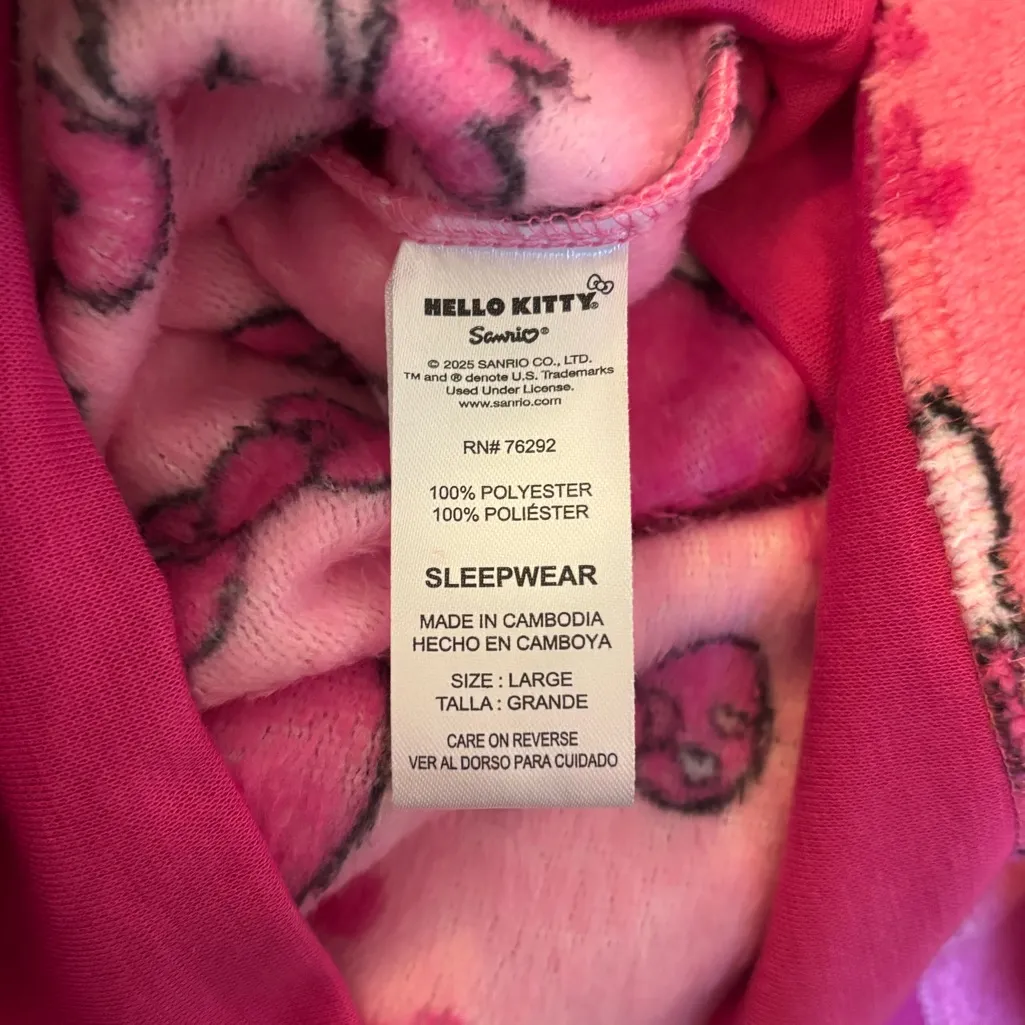 HELLO KITTY®
Sanrio®
© 2025 SANRIO CO., LTD.
™ and ® denote U.S. Trademarks
Used Under License.
www.sanrio.com
RN# 76292
100% POLYESTER
100% POLIÉSTER
SLEEPWEAR
MADE IN CAMBODIA
HECHO EN CAMBOYA
SIZE : LARGE
TALLA : GRANDE
CARE ON REVERSE
VER AL DORSO PARA CUIDADO